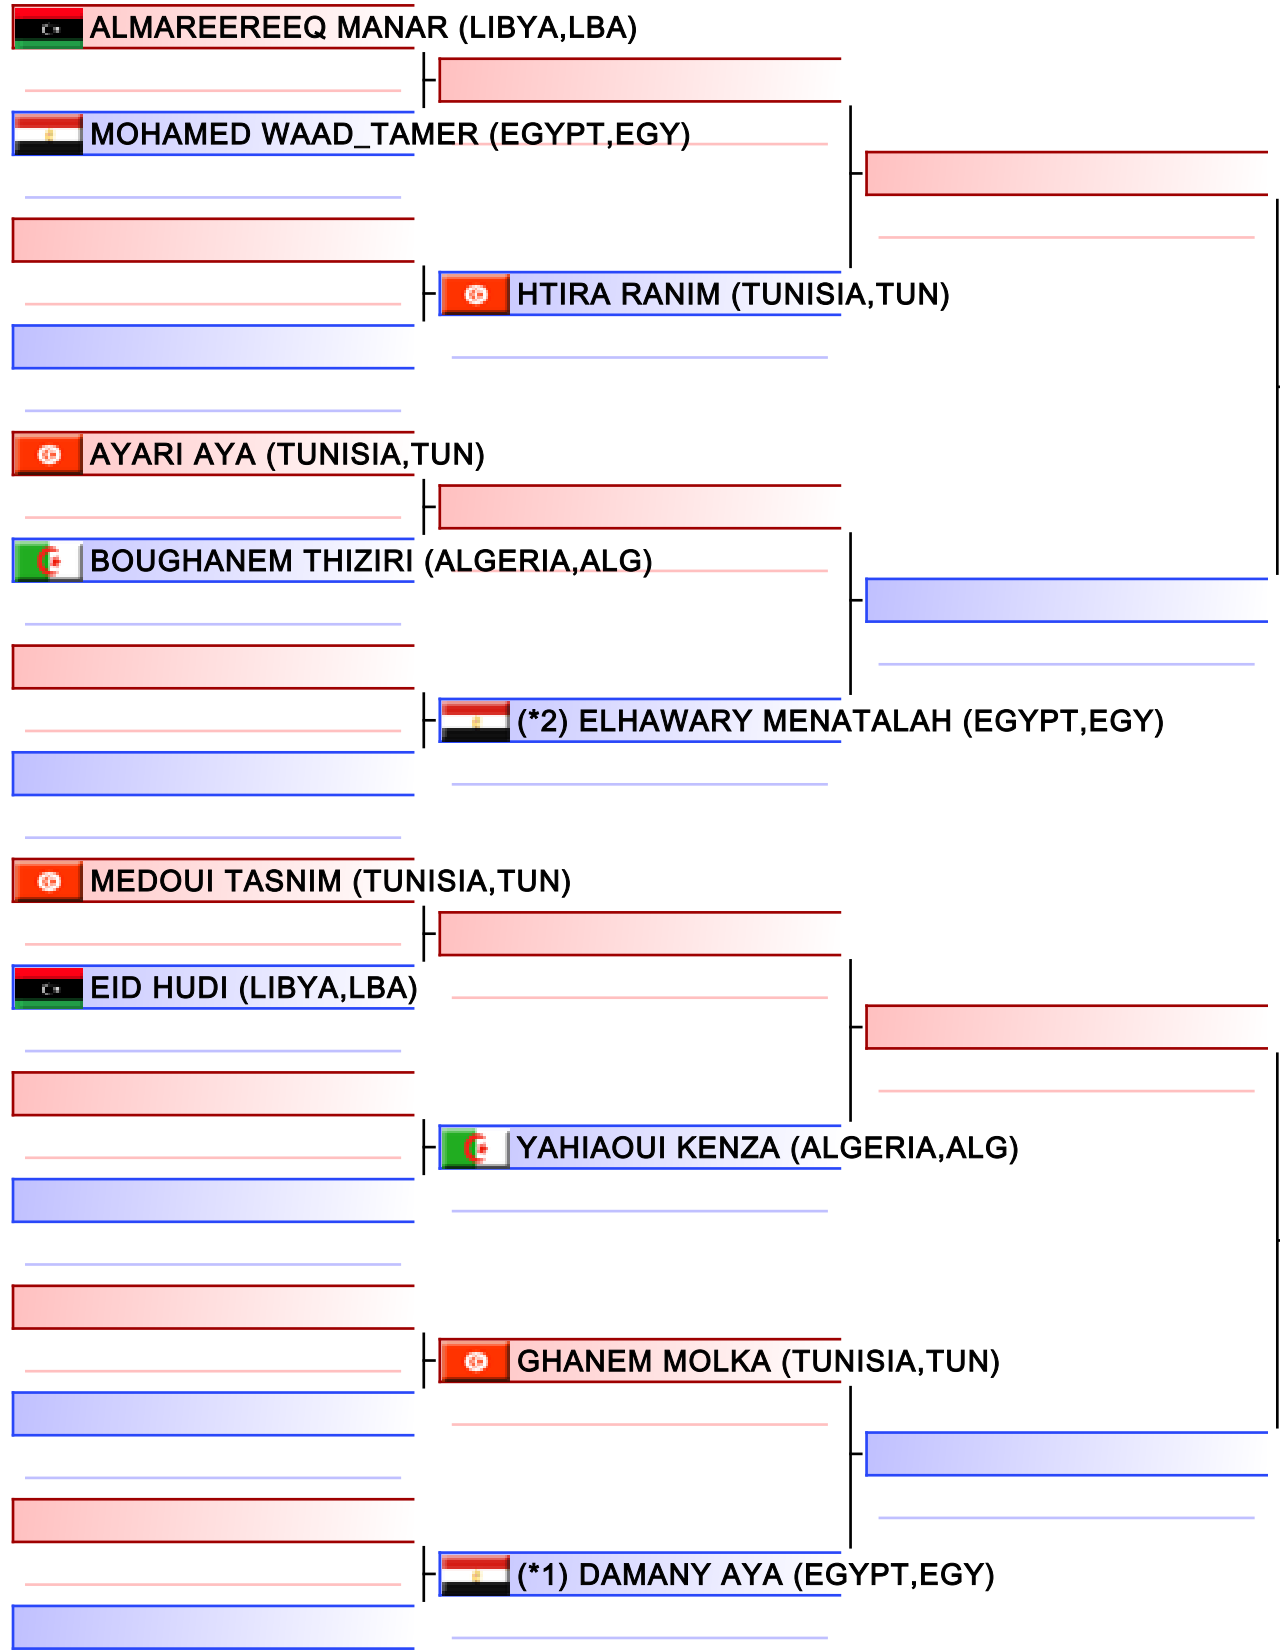 ALMAREEREEQ MANAR (LIBYA,LBA)
MOHAMED WAAD_TAMER (EGYPT,EGY)
HTIRA RANIM (TUNISIA,TUN)
AYARI AYA (TUNISIA,TUN)
BOUGHANEM THIZIRI (ALGERIA,ALG)
(*2) ELHAWARY MENATALAH (EGYPT,EGY)
MEDOUI TASNIM (TUNISIA,TUN)
EID HUDI (LIBYA,LBA)
YAHIAOUI KENZA (ALGERIA,ALG)
GHANEM MOLKA (TUNISIA,TUN)
(*1) DAMANY AYA (EGYPT,EGY)